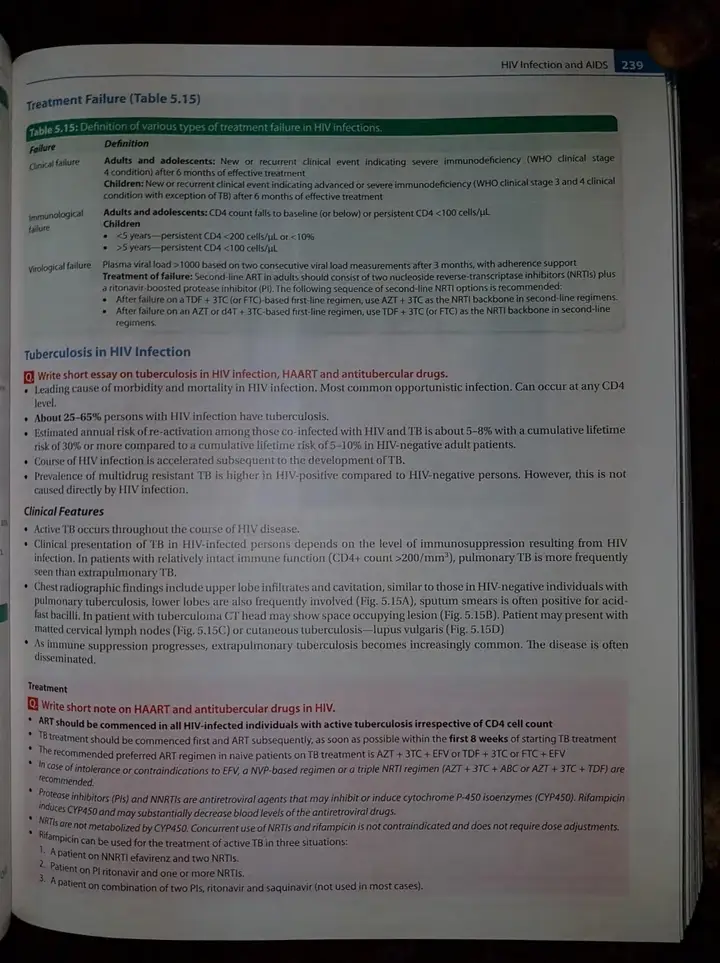 HIV Infection and AIDS 239
Treatment Failure (Table 5.15)
Table 5.15: Definition of various types of treatment failure in HIV infections.
Failure Definition
Clinical failure Adults and adolescents: New or recurrent clinical event indicating severe immunodeficiency (WHO clinical stage
4 condition) after 6 months of effective treatment
Children: New or recurrent clinical event indicating advanced or severe immunodeficiency (WHO clinical stage 3 and 4 clinical
condition with exception of TB) after 6 months of effective treatment
Immunological failure Adults and adolescents: CD4 count falls to baseline (or below) or persistent CD4 <100 cells/µL
Children
• <5 years—persistent CD4 <200 cells/µL or <10%
• >5 years—persistent CD4 <100 cells/µL
Virological failure Plasma viral load >1000 based on two consecutive viral load measurements after 3 months, with adherence support
Treatment of failure: Second-line ART in adults should consist of two nucleoside reverse-transcriptase inhibitors (NRTIs) plus
a ritonavir-boosted protease inhibitor (PI). The following sequence of second-line NRTI options is recommended:
• After failure on a TDF + 3TC (or FTC)-based first-line regimen, use AZT + 3TC as the NRTI backbone in second-line regimens.
• After failure on an AZT or d4T + 3TC-based first-line regimen, use TDF + 3TC (or FTC) as the NRTI backbone in second-line
regimens.
Tuberculosis in HIV Infection
Q. Write short essay on tuberculosis in HIV infection, HAART and antitubercular drugs.
• Leading cause of morbidity and mortality in HIV infection. Most common opportunistic infection. Can occur at any CD4
level.
• About 25–65% persons with HIV infection have tuberculosis.
• Estimated annual risk of re-activation among those co-infected with HIV and TB is about 5–8% with a cumulative lifetime
risk of 30% or more compared to a cumulative lifetime risk of 5–10% in HIV-negative adult patients.
• Course of HIV infection is accelerated subsequent to the development of TB.
• Prevalence of multidrug resistant TB is higher in HIV-positive compared to HIV-negative persons. However, this is not
caused directly by HIV infection.
Clinical Features
• Active TB occurs throughout the course of HIV disease.
• Clinical presentation of TB in HIV-infected persons depends on the level of immunosuppression resulting from HIV
infection. In patients with relatively intact immune function (CD4+ count >200/mm³), pulmonary TB is more frequently
seen than extrapulmonary TB.
• Chest radiographic findings include upper lobe infiltrates and cavitation, similar to those in HIV-negative individuals with
pulmonary tuberculosis, lower lobes are also frequently involved (Fig. 5.15A), sputum smears is often positive for acid-
fast bacilli. In patient with tuberculoma CT head may show space occupying lesion (Fig. 5.15B). Patient may present with
matted cervical lymph nodes (Fig. 5.15C) or cutaneous tuberculosis—lupus vulgaris (Fig. 5.15D)
• As immune suppression progresses, extrapulmonary tuberculosis becomes increasingly common. The disease is often
disseminated.
Treatment
Q. Write short note on HAART and antitubercular drugs in HIV.
• ART should be commenced in all HIV-infected individuals with active tuberculosis irrespective of CD4 cell count
• TB treatment should be commenced first and ART subsequently, as soon as possible within the first 8 weeks of starting TB treatment
• The recommended preferred ART regimen in naive patients on TB treatment is AZT + 3TC + EFV or TDF + 3TC or FTC + EFV
• In case of intolerance or contraindications to EFV, a NVP-based regimen or a triple NRTI regimen (AZT + 3TC + ABC or AZT + 3TC + TDF) are
recommended.
• Protease inhibitors (PIs) and NNRTIs are antiretroviral agents that may inhibit or induce cytochrome P-450 isoenzymes (CYP450). Rifampicin
induces CYP450 and may substantially decrease blood levels of the antiretroviral drugs.
• NRTIs are not metabolized by CYP450. Concurrent use of NRTIs and rifampicin is not contraindicated and does not require dose adjustments.
• Rifampicin can be used for the treatment of active TB in three situations:
1. A patient on NNRTI efavirenz and two NRTIs.
2. Patient on PI ritonavir and one or more NRTIs.
3. A patient on combination of two PIs, ritonavir and saquinavir (not used in most cases).